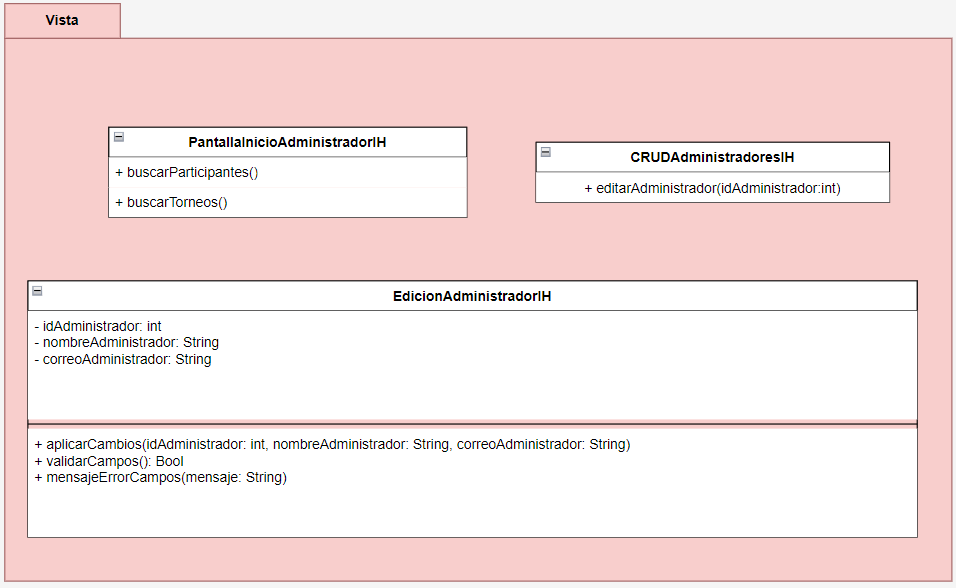 Vista
PantallaInicioAdministradorIH
+ buscarParticipantes()
+ buscarTorneos()
CRUDAdministradoresIH
+ editarAdministrador(idAdministrador:int)
EdicionAdministradorIH
- idAdministrador: int
- nombreAdministrador: String
- correoAdministrador: String
+ aplicarCambios(idAdministrador: int, nombreAdministrador: String, correoAdministrador: String)
+ validarCampos(): Bool
+ mensajeErrorCampos(mensaje: String)